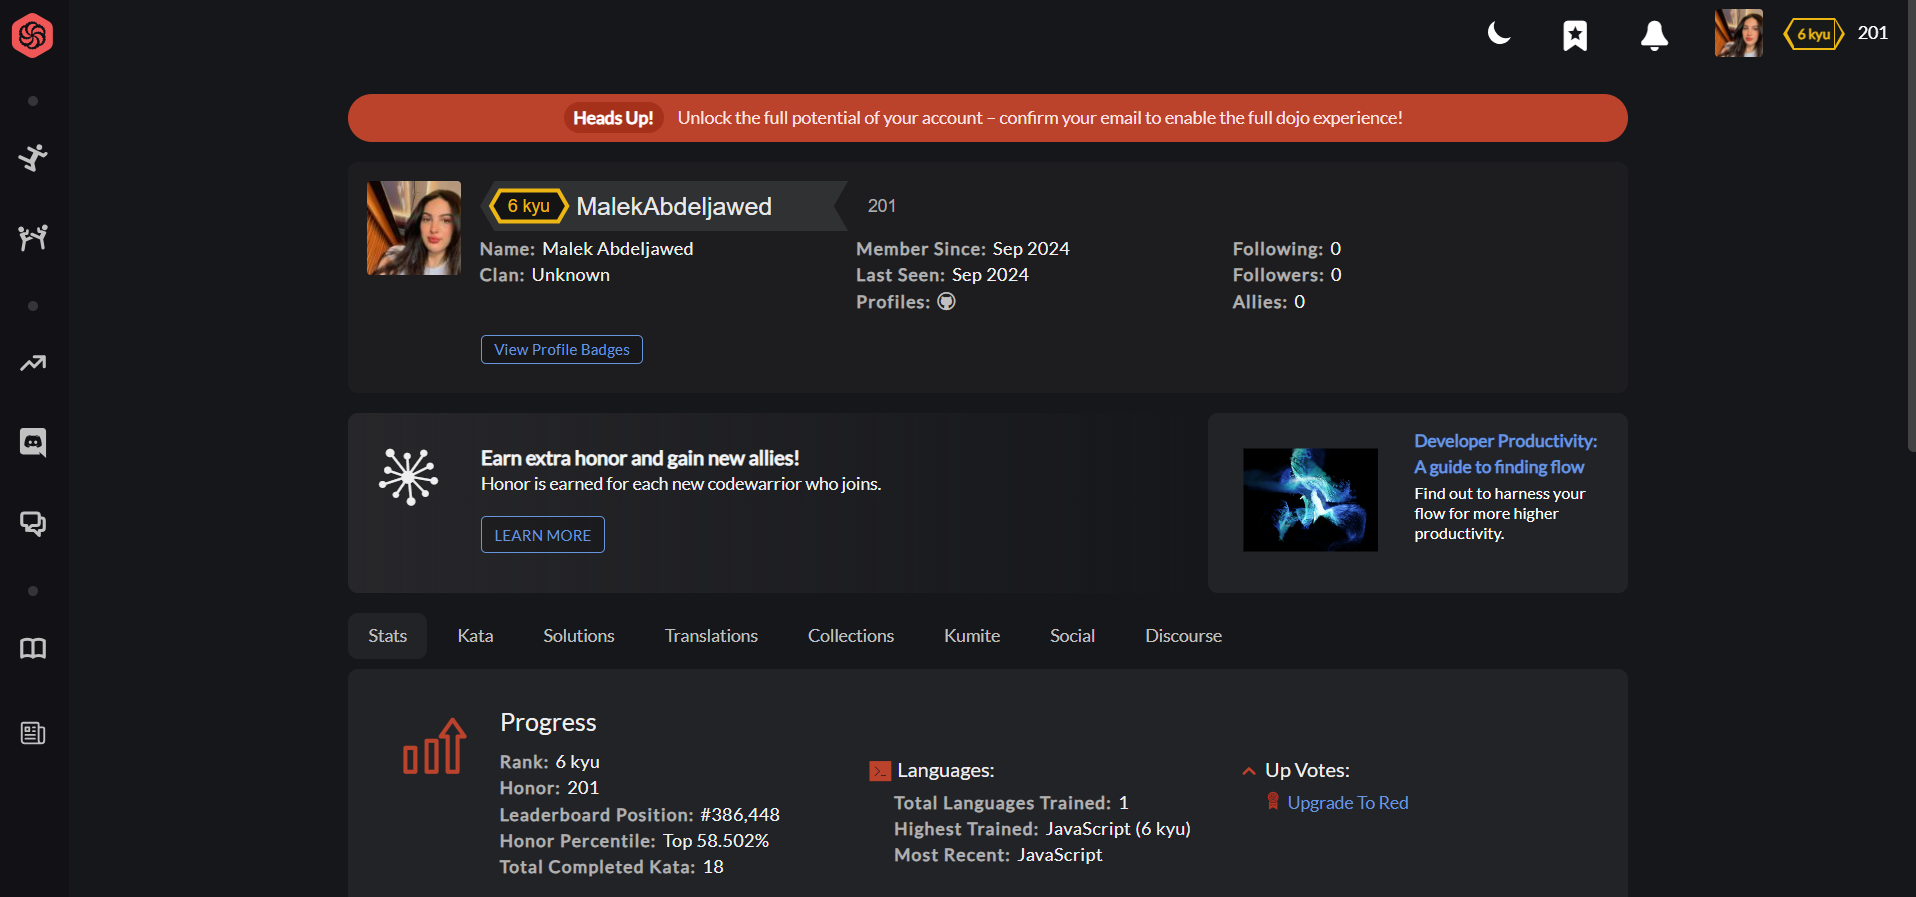 6 kyu 201
Heads Up! Unlock the full potential of your account – confirm your email to enable the full dojo experience!
6 kyu MalekAbdeljawed 201
Name: Malek Abdeljawed
Clan: Unknown
Member Since: Sep 2024
Last Seen: Sep 2024
Profiles:
Following: 0
Followers: 0
Allies: 0
View Profile Badges
Earn extra honor and gain new allies!
Honor is earned for each new codewarrior who joins.
LEARN MORE
Developer Productivity:
A guide to finding flow
Find out to harness your
flow for more higher
productivity.
Stats Kata Solutions Translations Collections Kumite Social Discourse
Progress
Rank: 6 kyu
Honor: 201
Leaderboard Position: #386,448
Honor Percentile: Top 58.502%
Total Completed Kata: 18
Languages:
Total Languages Trained: 1
Highest Trained: JavaScript (6 kyu)
Most Recent: JavaScript
Up Votes:
Upgrade To Red